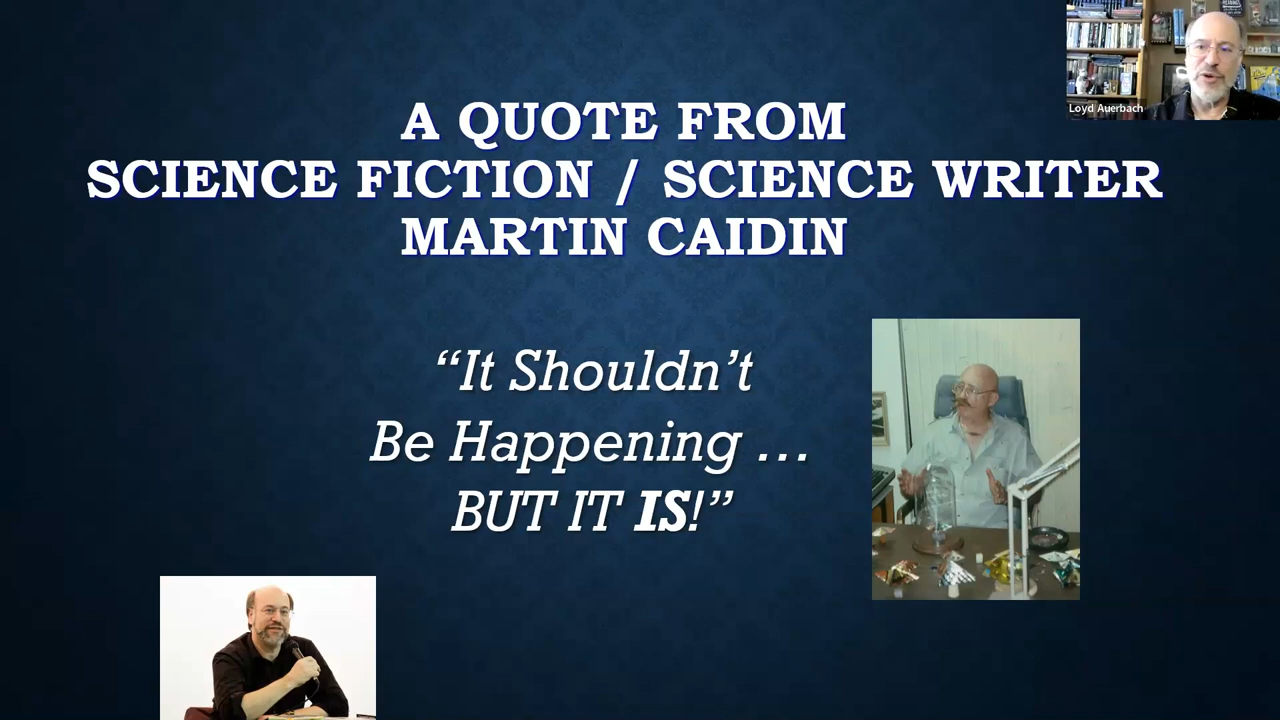 A QUOTE FROM
SCIENCE FICTION / SCIENCE WRITER
MARTIN CAIDIN
“It Shouldn’t
Be Happening …
BUT IT IS!”
Loyd Auerbach